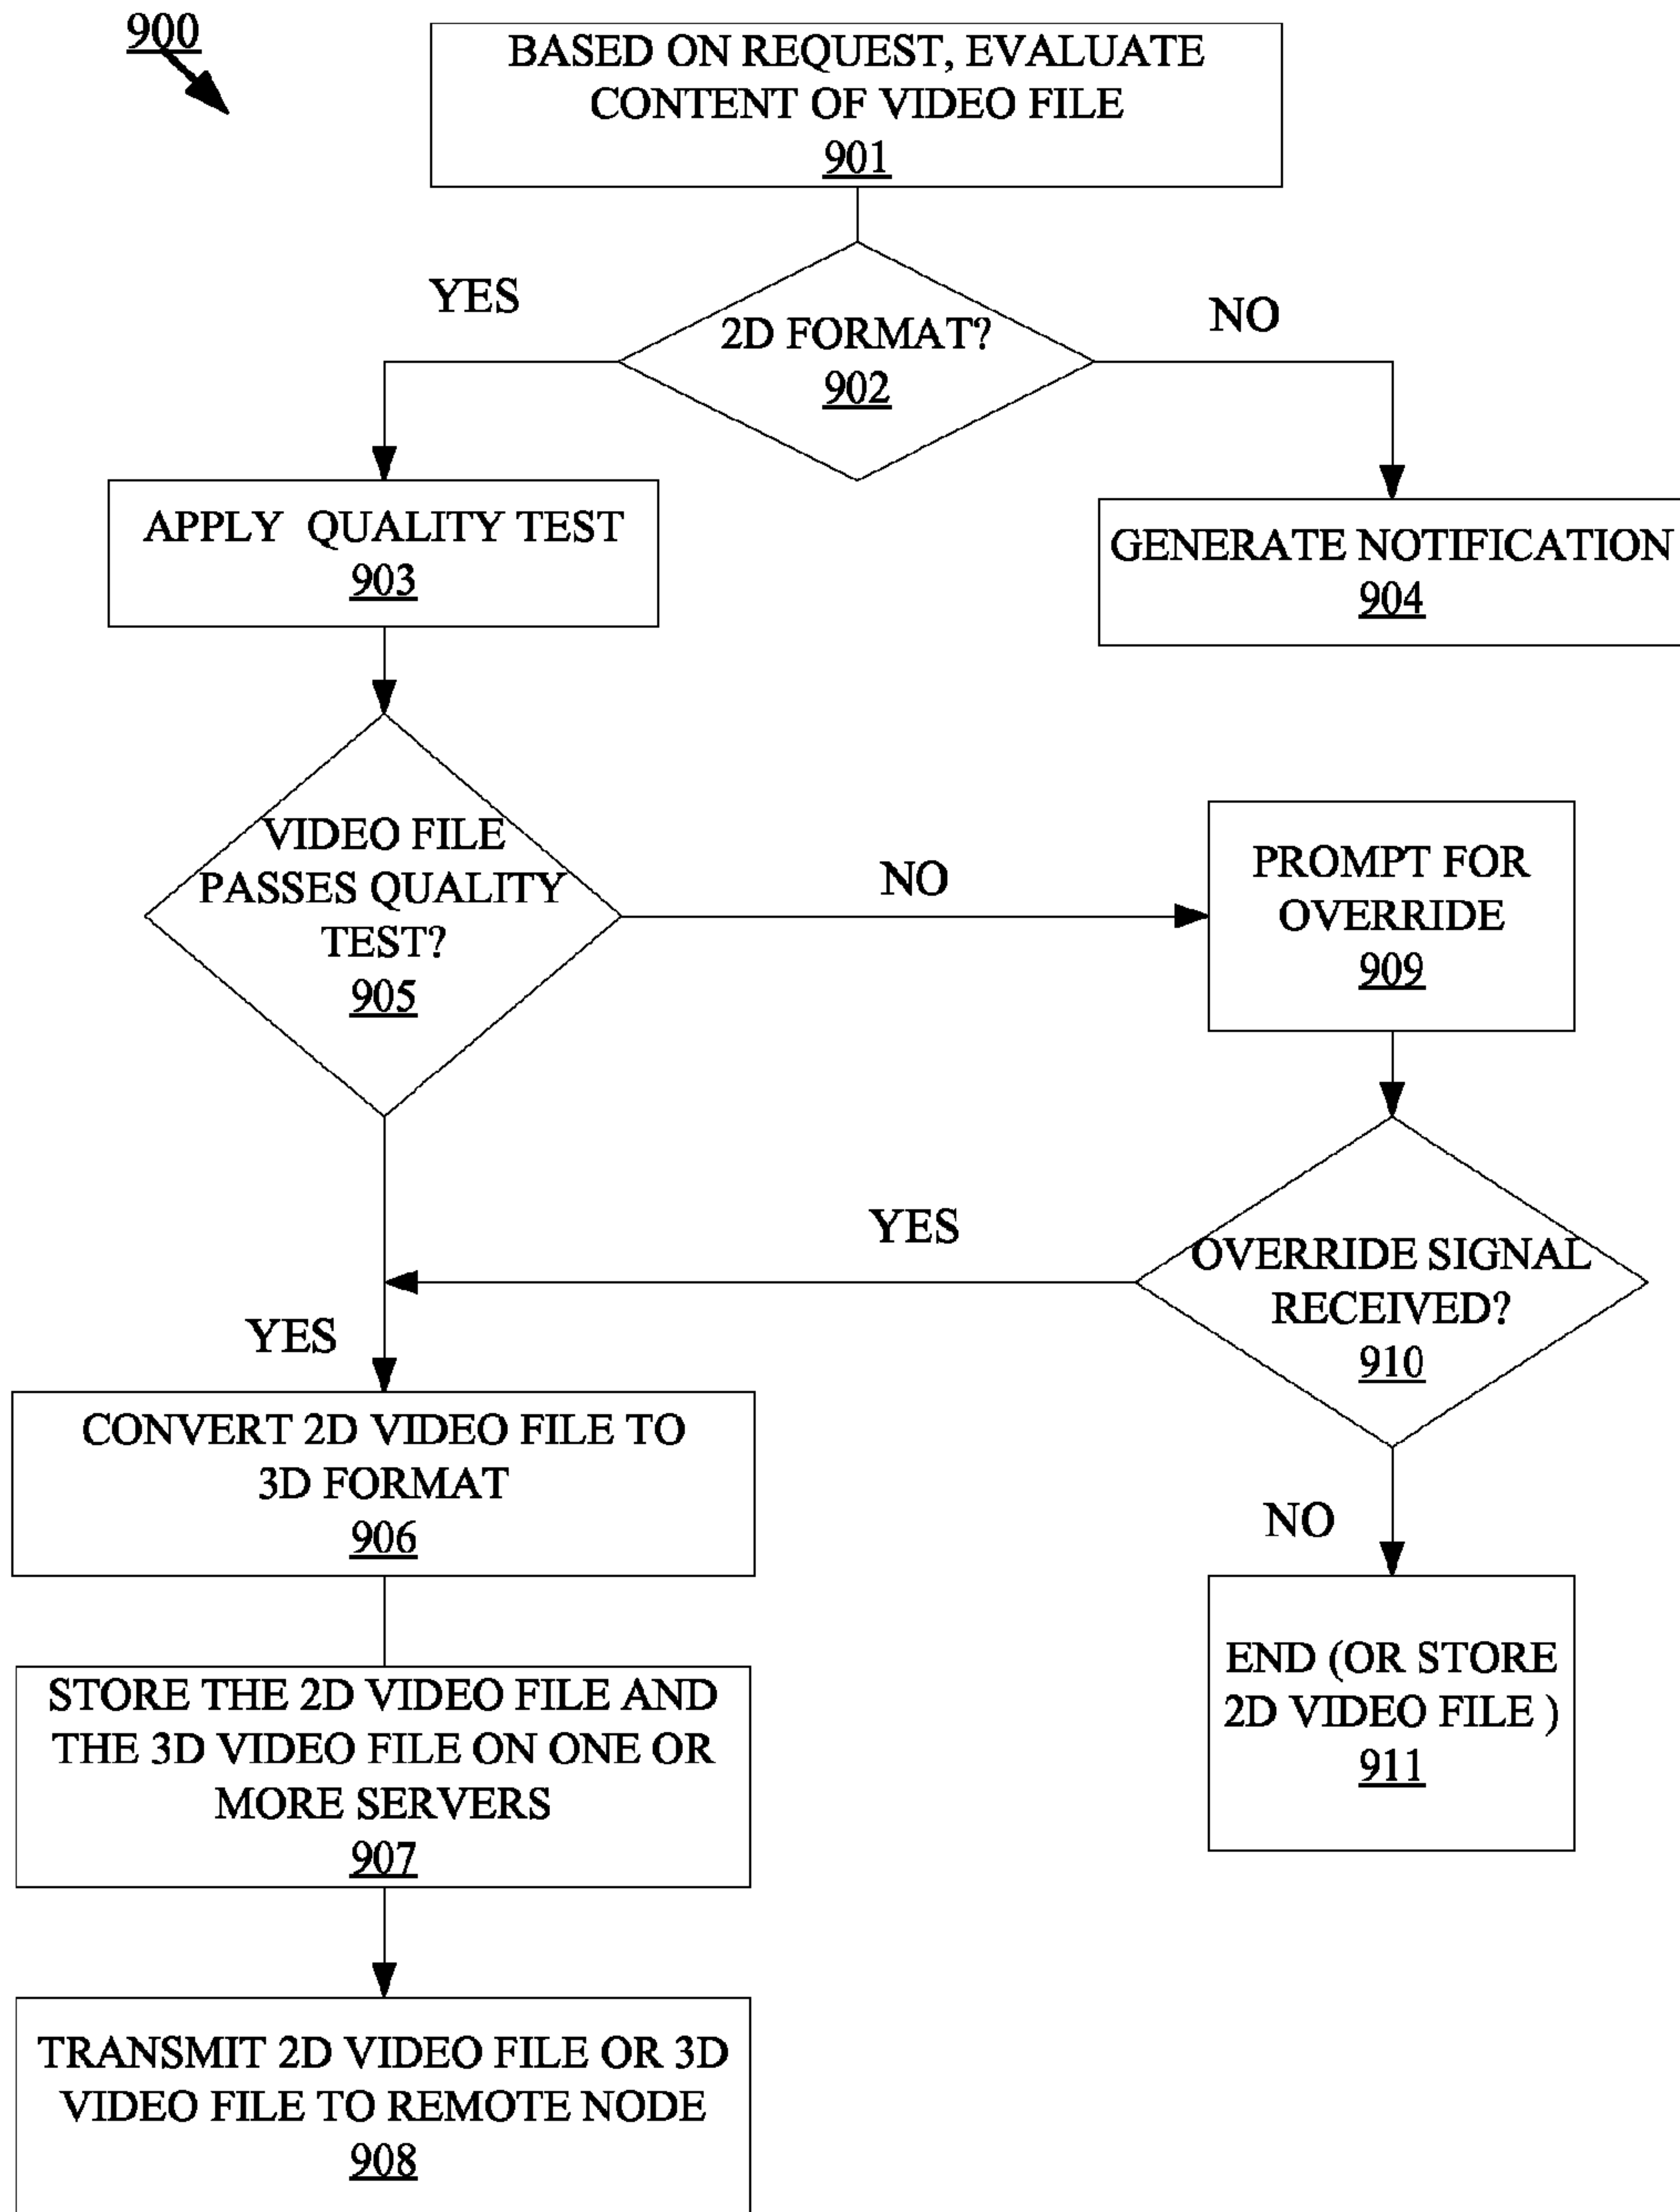 900
BASED ON REQUEST, EVALUATE
CONTENT OF VIDEO FILE
901
YES
2D FORMAT?
902
NO
APPLY QUALITY TEST
903
GENERATE NOTIFICATION
904
VIDEO FILE
PASSES QUALITY
TEST?
905
NO
PROMPT FOR
OVERRIDE
909
YES
OVERRIDE SIGNAL
RECEIVED?
910
YES
CONVERT 2D VIDEO FILE TO
3D FORMAT
906
NO
END (OR STORE
2D VIDEO FILE )
911
STORE THE 2D VIDEO FILE AND
THE 3D VIDEO FILE ON ONE OR
MORE SERVERS
907
TRANSMIT 2D VIDEO FILE OR 3D
VIDEO FILE TO REMOTE NODE
908